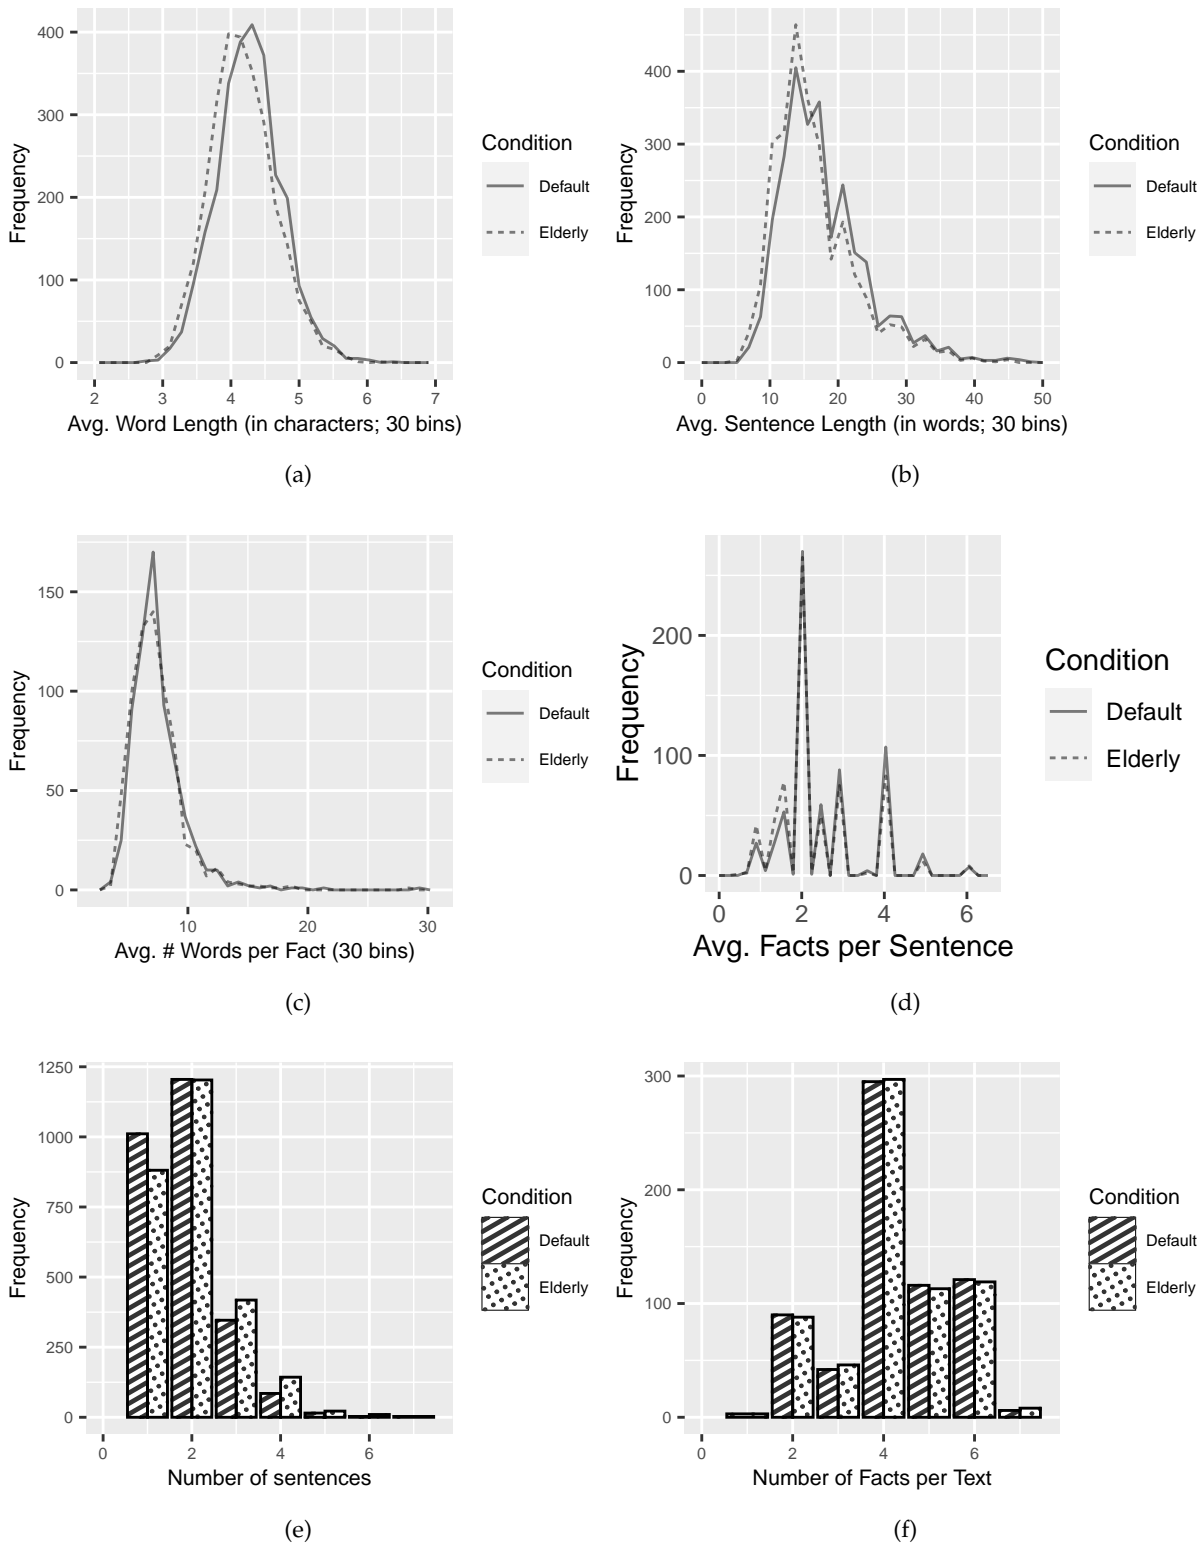 400
300
200
100
0
Frequency
2 3 4 5 6 7
Avg. Word Length (in characters; 30 bins)
Condition
Default
Elderly
(a)
400
300
200
100
0
Frequency
0 10 20 30 40 50
Avg. Sentence Length (in words; 30 bins)
Condition
Default
Elderly
(b)
150
100
50
0
Frequency
10 20 30
Avg. # Words per Fact (30 bins)
Condition
Default
Elderly
(c)
200
100
0
Frequency
0 2 4 6
Avg. Facts per Sentence
Condition
Default
Elderly
(d)
1250
1000
750
500
250
0
Frequency
0 2 4 6
Number of sentences
Condition
Default
Elderly
(e)
300
200
100
0
Frequency
0 2 4 6
Number of Facts per Text
Condition
Default
Elderly
(f)